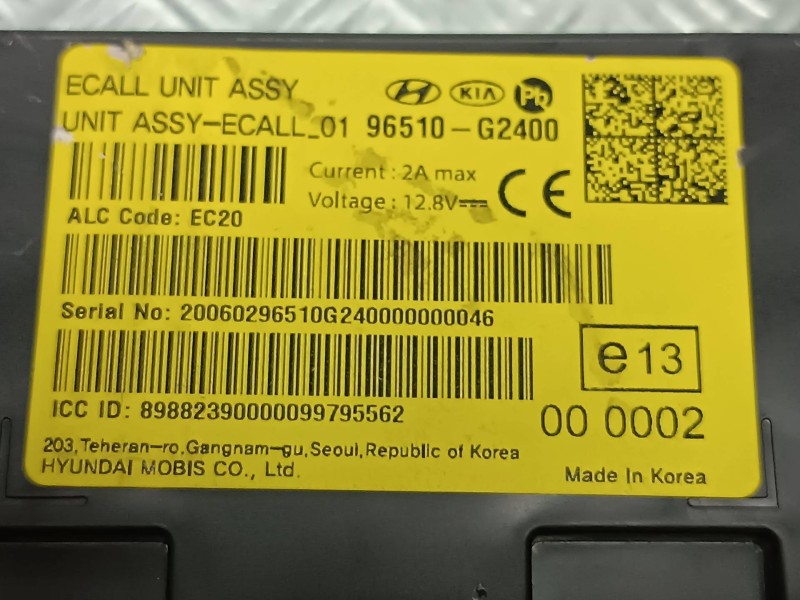 ECALL UNIT ASSY
KIA
Pb
UNIT ASSY-ECALL_01 96510-G2400
Current : 2A max
Voltage : 12.8V
CE
ALC Code: EC20
Serial No: 20060296510G240000000046
e13
ICC ID: 89882390000099795562
00 0002
203,Teheran-ro,Gangnam-gu,Seoul,Republic of Korea
HYUNDAI MOBIS CO., Ltd.
Made In Korea